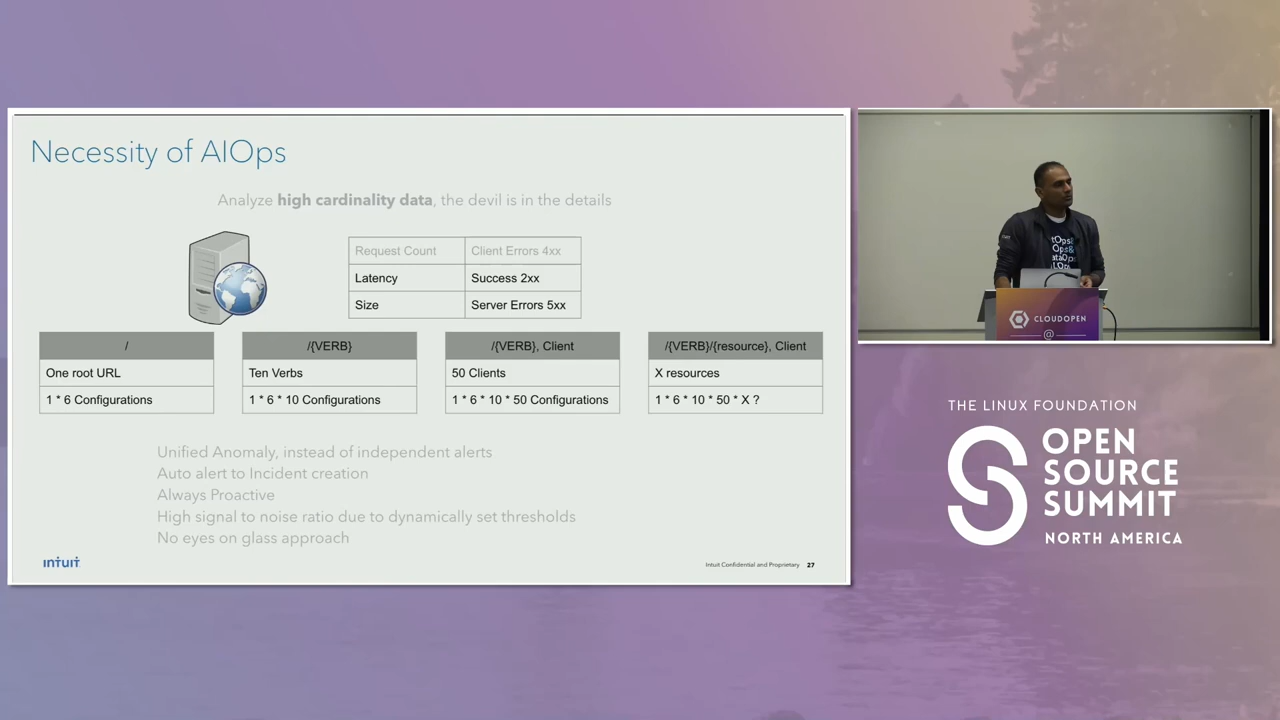 Necessity of AIOps
Analyze high cardinality data, the devil is in the details
Request Count Client Errors 4xx
Latency Success 2xx
Size Server Errors 5xx
/ /{VERB} /{VERB}, Client /{VERB}/{resource}, Client
One root URL Ten Verbs 50 Clients X resources
1 * 6 Configurations 1 * 6 * 10 Configurations 1 * 6 * 10 * 50 Configurations 1 * 6 * 10 * 50 * X ?
Unified Anomaly, instead of independent alerts
Auto alert to Incident creation
Always Proactive
High signal to noise ratio due to dynamically set thresholds
No eyes on glass approach
INTUIT
Intuit Confidential and Proprietary 27
CLOUDOPEN
@
THE LINUX FOUNDATION
OPEN
SOURCE
SUMMIT
NORTH AMERICA